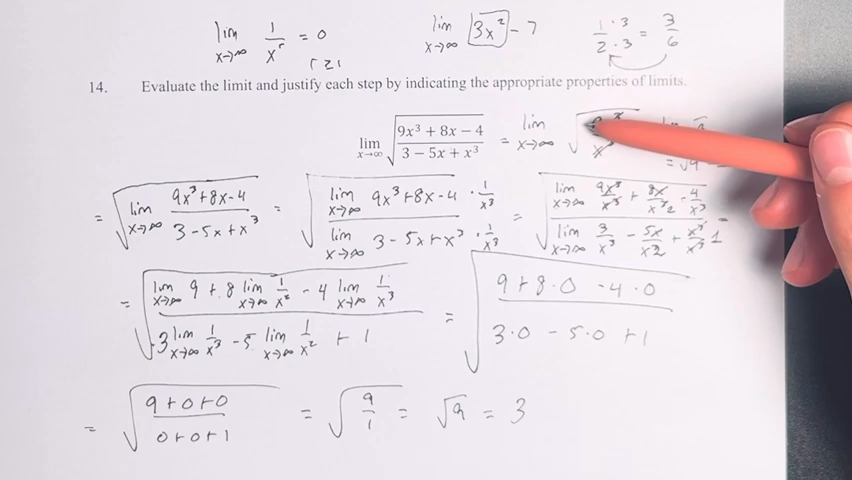 lim x→∞ 1/x^r = 0 lim x→∞ 3x² - 7 1·3/2·3 = 3/6
r ≥ 1
14. Evaluate the limit and justify each step by indicating the appropriate properties of limits.
lim x→∞ √((9x³ + 8x − 4)/(3 − 5x + x³)) = lim x→∞ √
= √9
= √(lim x→∞ (9x³+8x-4)/(3-5x+x³)) = √((lim x→∞ 9x³+8x-4 · 1/x³)/(lim x→∞ 3-5x+x³ · 1/x³)) = √((lim x→∞ 9x³/x³ + 8x/x³2 - 4/x³)/(lim x→∞ 3/x³ - 5x/x³2 + x³/x³ 1)) =
= √((lim x→∞ 9 + 8 lim x→∞ 1/x² - 4 lim x→∞ 1/x³)/(3 lim x→∞ 1/x³ - 5 lim x→∞ 1/x² + 1)) = √((9+8·0 -4·0)/(3·0 - 5·0 +1))
= √((9+0+0)/(0+0+1)) = √(9/1) = √9 = 3